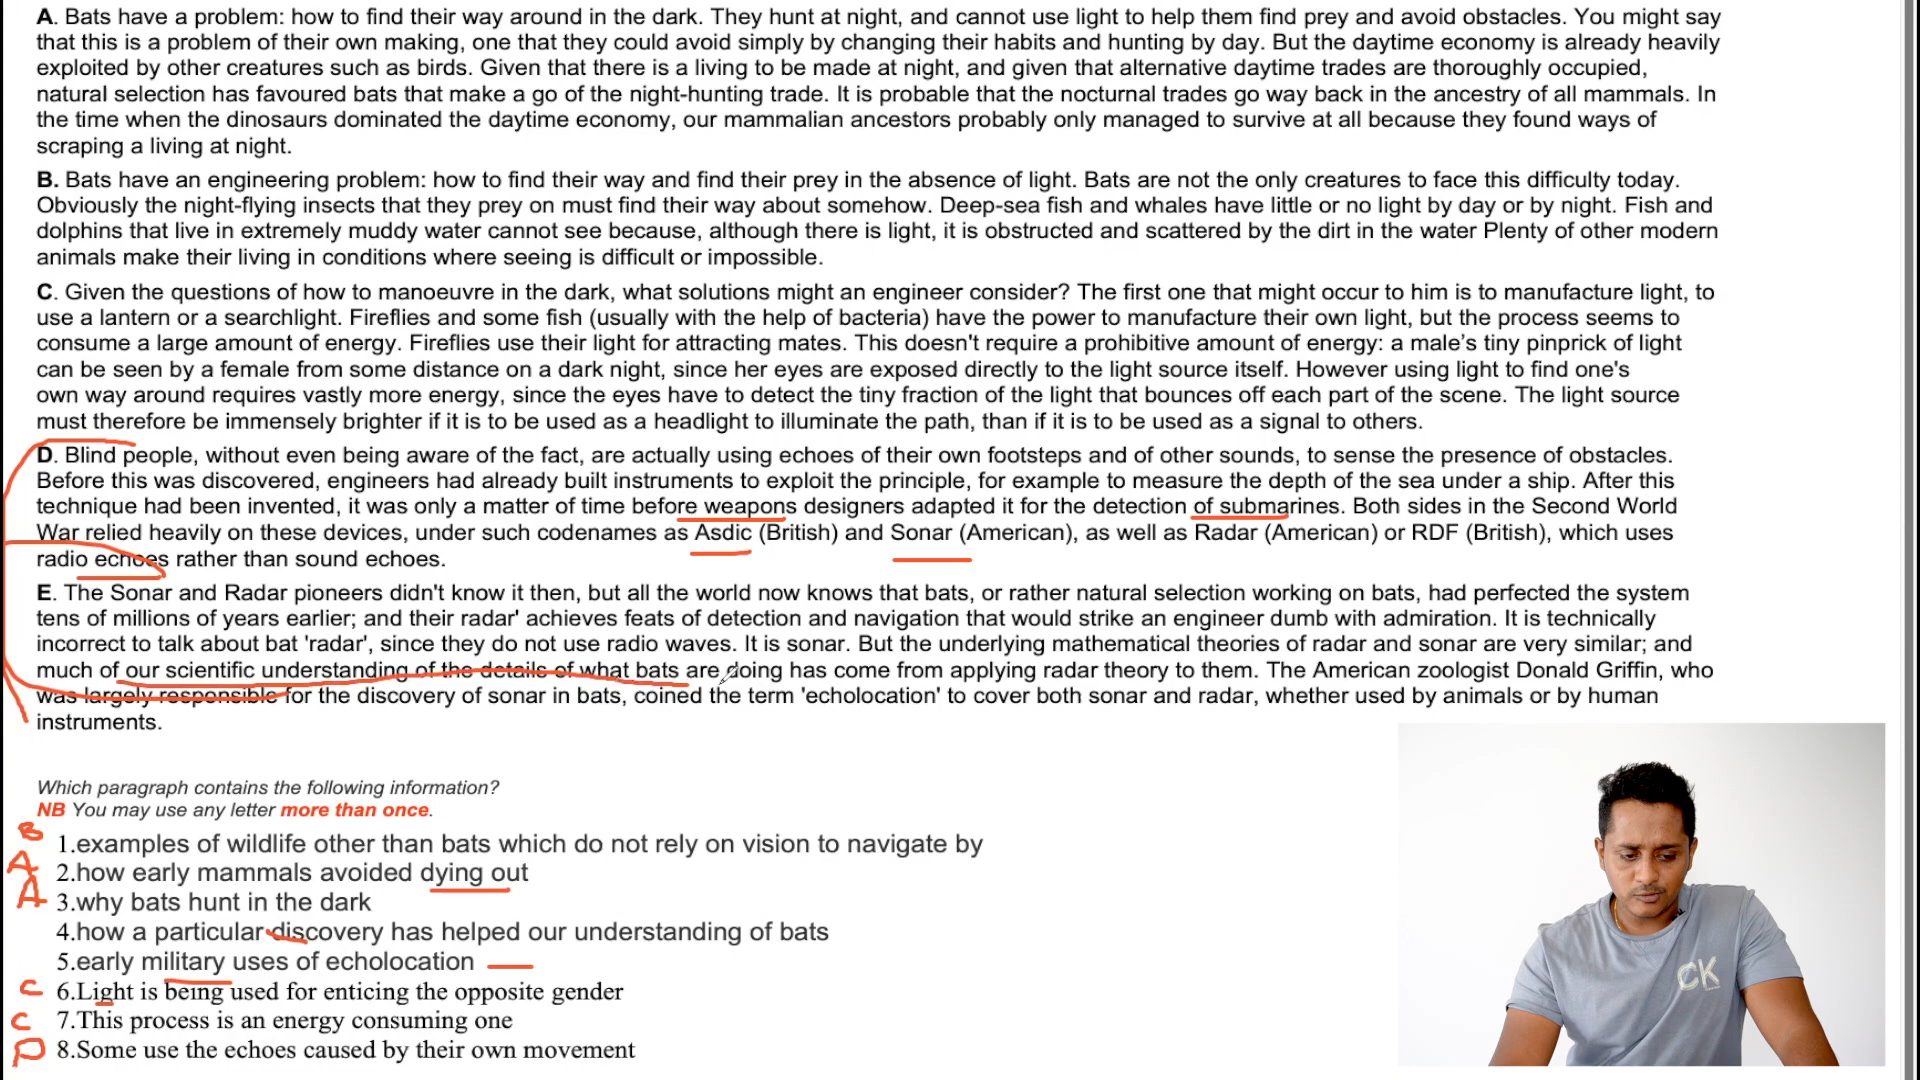 A. Bats have a problem: how to find their way around in the dark. They hunt at night, and cannot use light to help them find prey and avoid obstacles. You might say
that this is a problem of their own making, one that they could avoid simply by changing their habits and hunting by day. But the daytime economy is already heavily
exploited by other creatures such as birds. Given that there is a living to be made at night, and given that alternative daytime trades are thoroughly occupied,
natural selection has favoured bats that make a go of the night-hunting trade. It is probable that the nocturnal trades go way back in the ancestry of all mammals. In
the time when the dinosaurs dominated the daytime economy, our mammalian ancestors probably only managed to survive at all because they found ways of
scraping a living at night.
B. Bats have an engineering problem: how to find their way and find their prey in the absence of light. Bats are not the only creatures to face this difficulty today.
Obviously the night-flying insects that they prey on must find their way about somehow. Deep-sea fish and whales have little or no light by day or by night. Fish and
dolphins that live in extremely muddy water cannot see because, although there is light, it is obstructed and scattered by the dirt in the water Plenty of other modern
animals make their living in conditions where seeing is difficult or impossible.
C. Given the questions of how to manoeuvre in the dark, what solutions might an engineer consider? The first one that might occur to him is to manufacture light, to
use a lantern or a searchlight. Fireflies and some fish (usually with the help of bacteria) have the power to manufacture their own light, but the process seems to
consume a large amount of energy. Fireflies use their light for attracting mates. This doesn't require a prohibitive amount of energy: a male’s tiny pinprick of light
can be seen by a female from some distance on a dark night, since her eyes are exposed directly to the light source itself. However using light to find one's
own way around requires vastly more energy, since the eyes have to detect the tiny fraction of the light that bounces off each part of the scene. The light source
must therefore be immensely brighter if it is to be used as a headlight to illuminate the path, than if it is to be used as a signal to others.
D. Blind people, without even being aware of the fact, are actually using echoes of their own footsteps and of other sounds, to sense the presence of obstacles.
Before this was discovered, engineers had already built instruments to exploit the principle, for example to measure the depth of the sea under a ship. After this
technique had been invented, it was only a matter of time before weapons designers adapted it for the detection of submarines. Both sides in the Second World
War relied heavily on these devices, under such codenames as Asdic (British) and Sonar (American), as well as Radar (American) or RDF (British), which uses
radio echoes rather than sound echoes.
E. The Sonar and Radar pioneers didn't know it then, but all the world now knows that bats, or rather natural selection working on bats, had perfected the system
tens of millions of years earlier; and their radar' achieves feats of detection and navigation that would strike an engineer dumb with admiration. It is technically
incorrect to talk about bat 'radar', since they do not use radio waves. It is sonar. But the underlying mathematical theories of radar and sonar are very similar; and
much of our scientific understanding of the details of what bats are doing has come from applying radar theory to them. The American zoologist Donald Griffin, who
was largely responsible for the discovery of sonar in bats, coined the term 'echolocation' to cover both sonar and radar, whether used by animals or by human
instruments.
Which paragraph contains the following information?
NB You may use any letter more than once.
B 1.examples of wildlife other than bats which do not rely on vision to navigate by
A 2.how early mammals avoided dying out
A 3.why bats hunt in the dark
4.how a particular discovery has helped our understanding of bats
5.early military uses of echolocation
C 6.Light is being used for enticing the opposite gender
C 7.This process is an energy consuming one
D 8.Some use the echoes caused by their own movement
CK